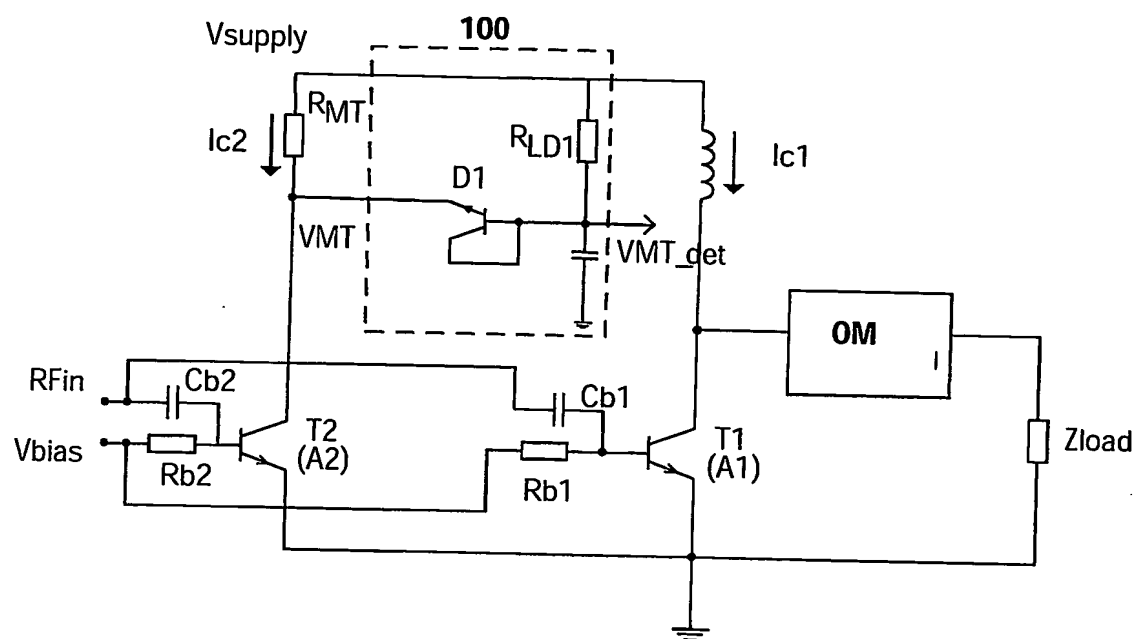 Vsupply
100
RMT
Ic2
RLD1
Ic1
D1
VMT
VMT_det
OM
RFin
Cb2
Cb1
Vbias
T2
(A2)
T1
(A1)
Zload
Rb2
Rb1